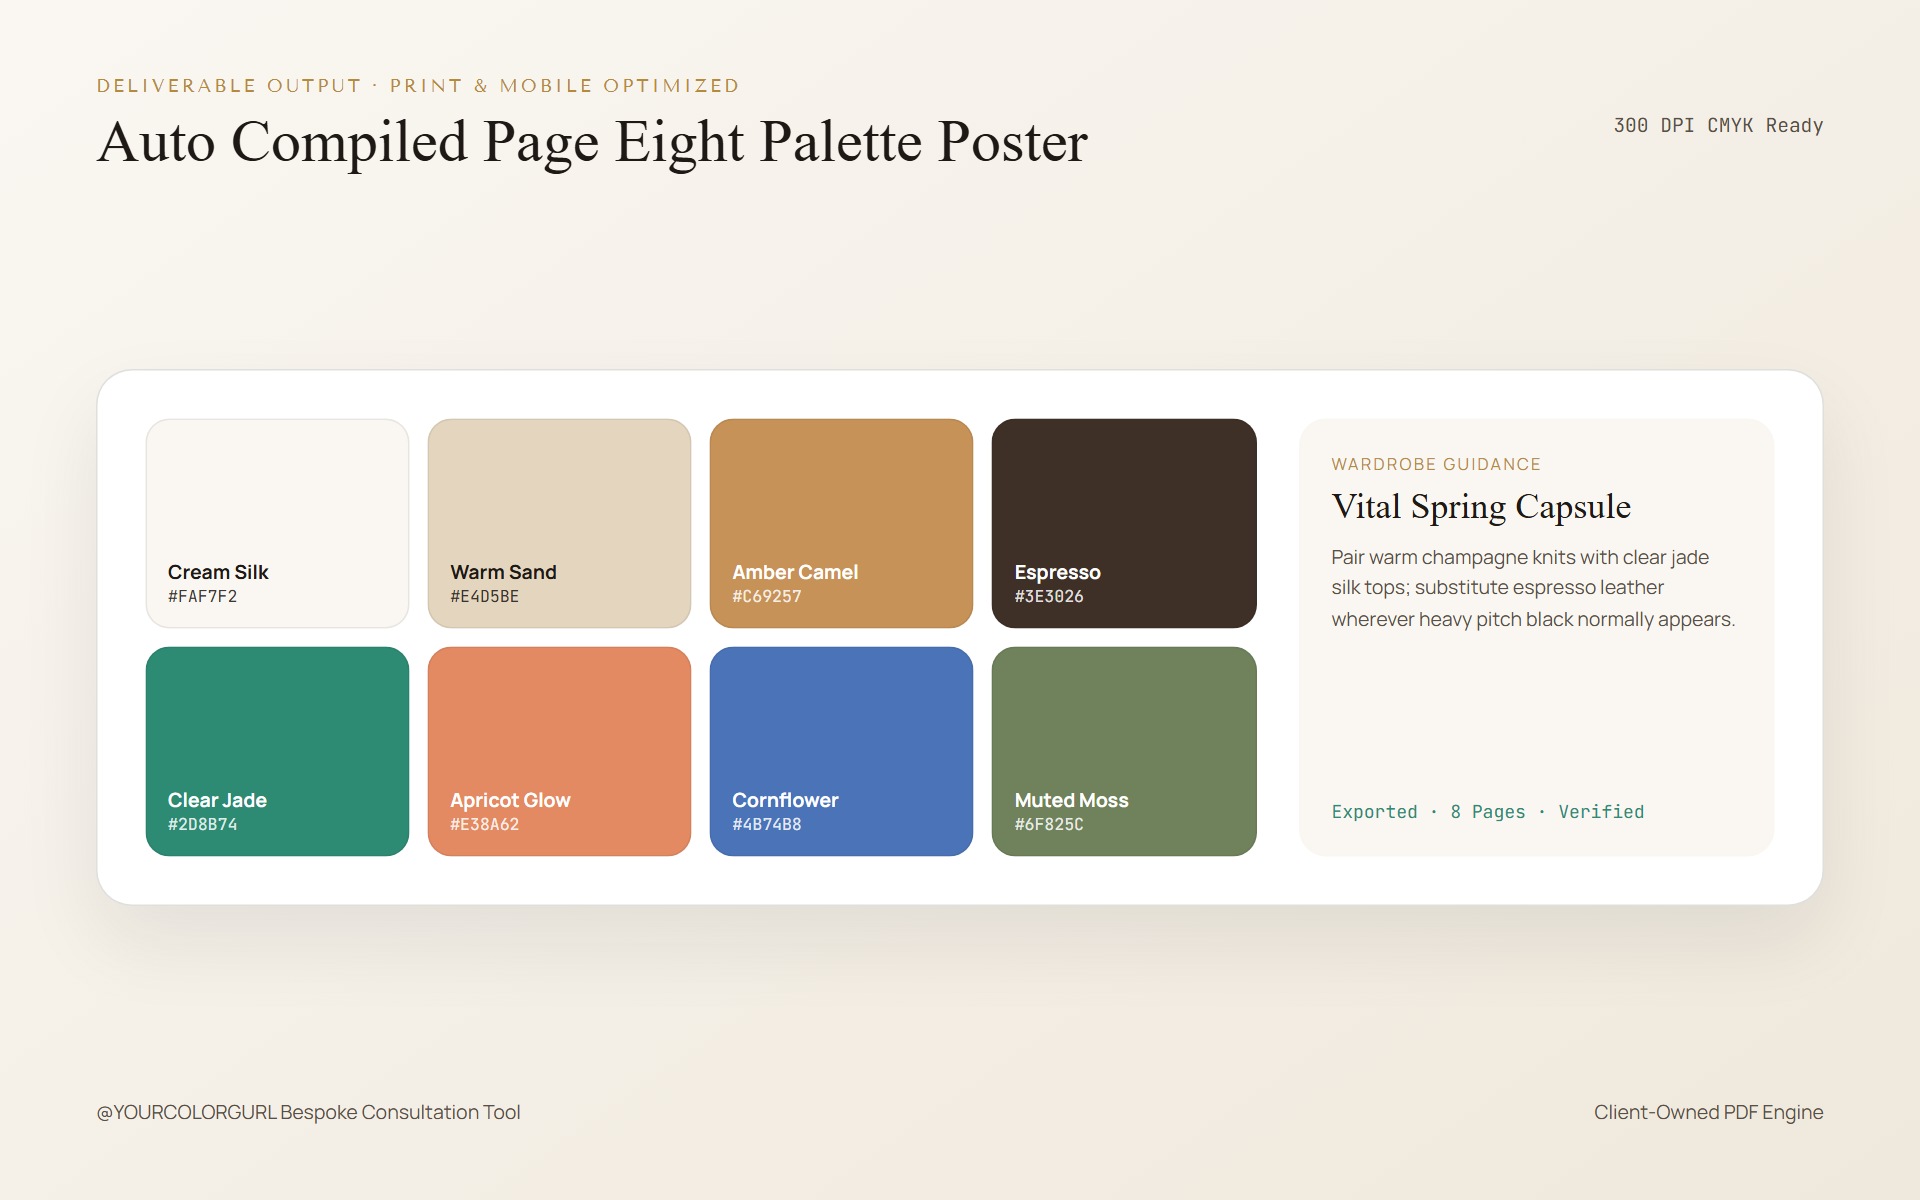 DELIVERABLE OUTPUT · PRINT & MOBILE OPTIMIZED
Auto Compiled Page Eight Palette Poster
300 DPI CMYK Ready
Cream Silk
#FAF7F2
Warm Sand
#E4D5BE
Amber Camel
#C69257
Espresso
#3E3026
Clear Jade
#2D8B74
Apricot Glow
#E38A62
Cornflower
#4B74B8
Muted Moss
#6F825C
WARDROBE GUIDANCE
Vital Spring Capsule
Pair warm champagne knits with clear jade
silk tops; substitute espresso leather
wherever heavy pitch black normally appears.
Exported · 8 Pages · Verified
@YOURCOLORGURL Bespoke Consultation Tool
Client-Owned PDF Engine